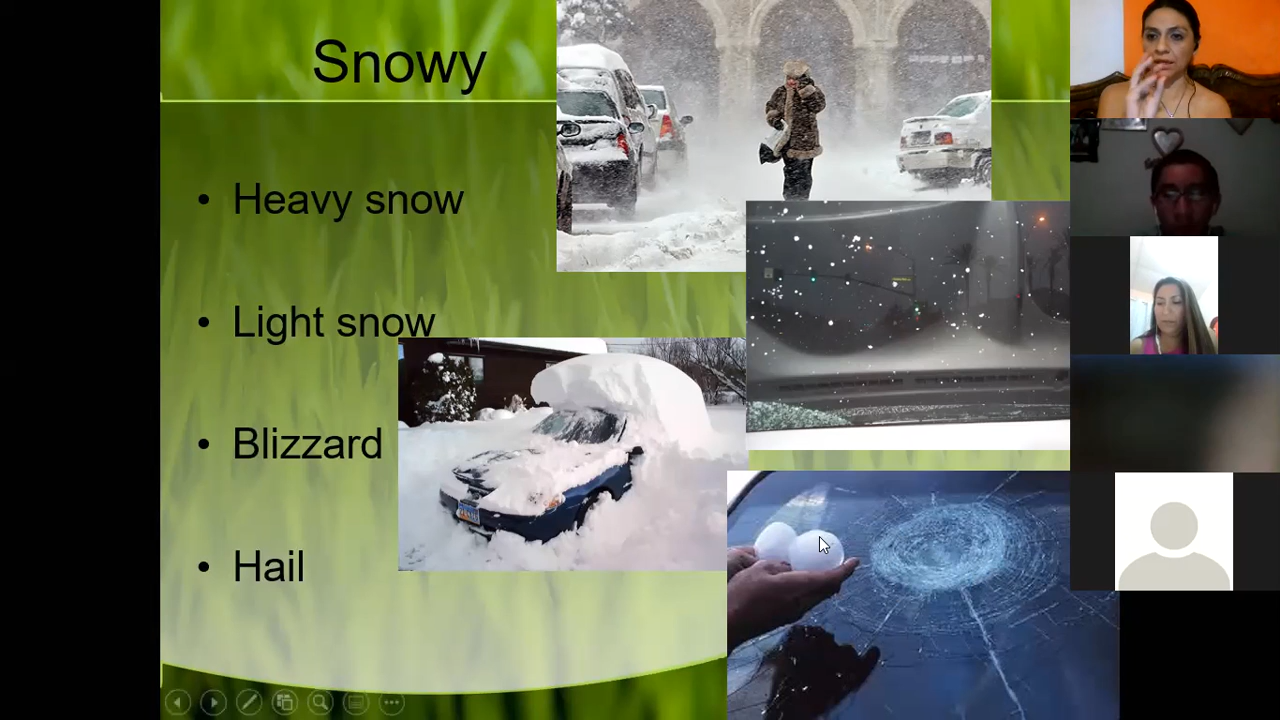 Snowy
• Heavy snow
• Light snow
• Blizzard
• Hail